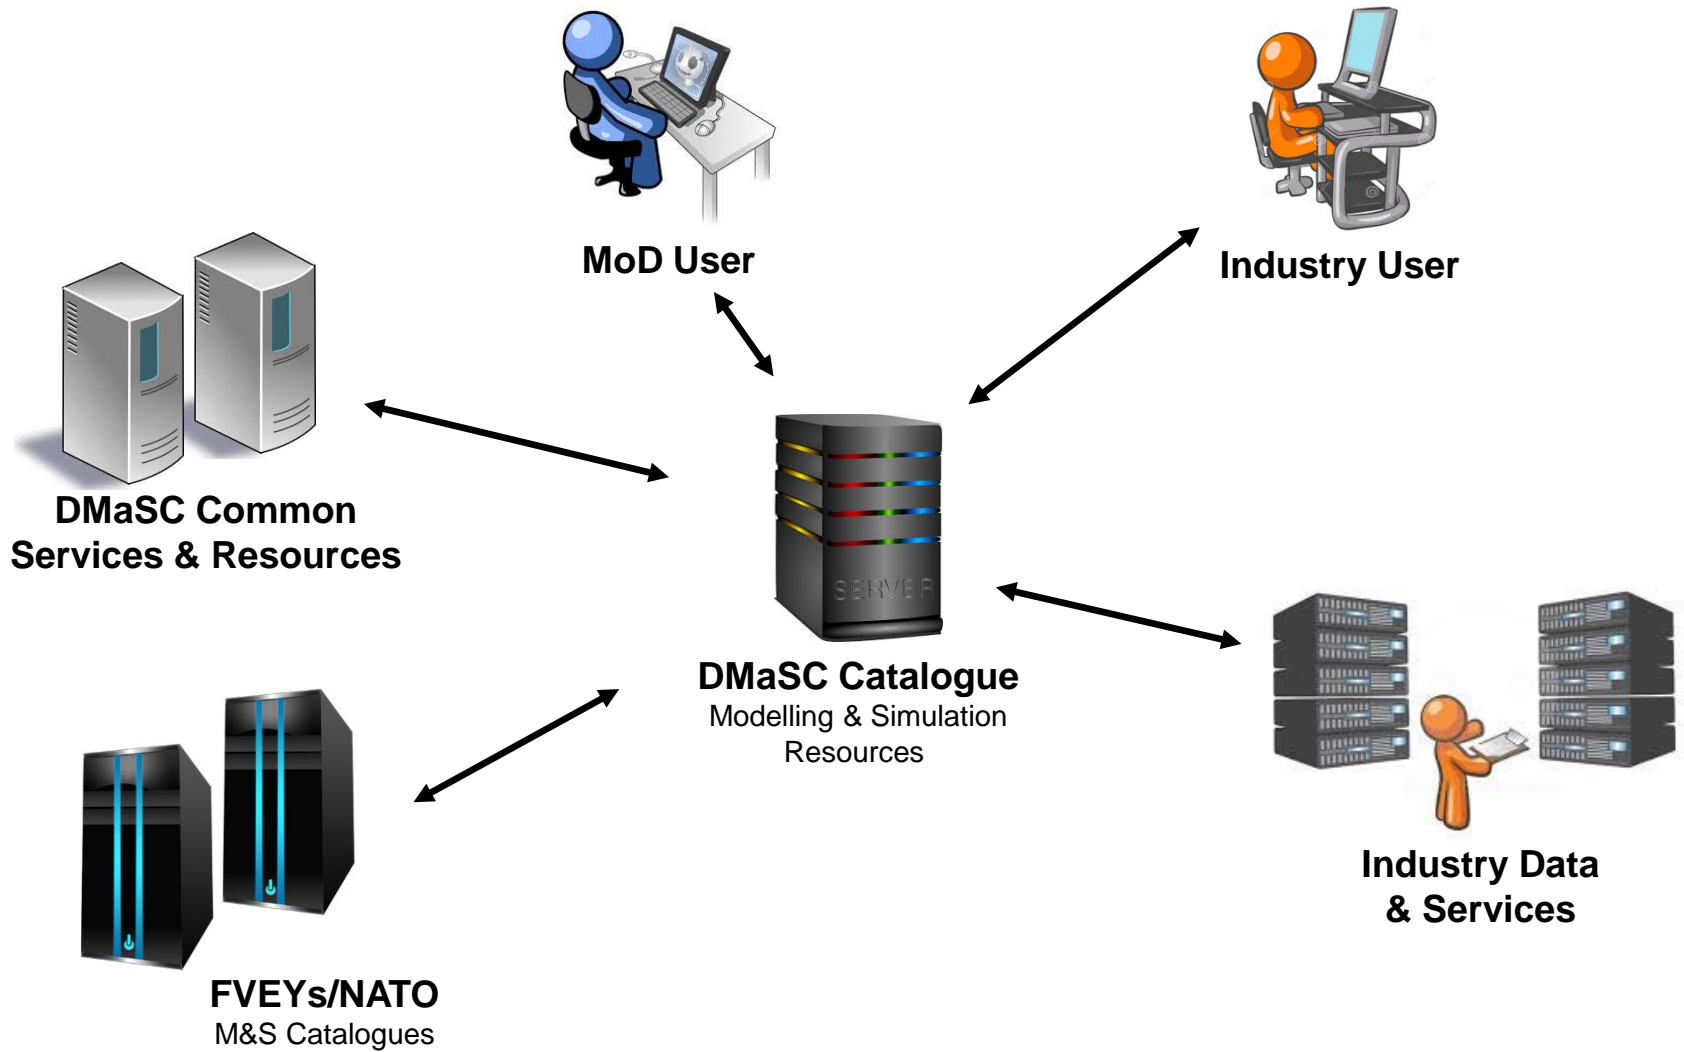 MoD User
Industry User
DMaSC Common
Services & Resources
SERVER
DMaSC Catalogue
Modelling & Simulation
Resources
Industry Data
& Services
FVEYs/NATO
M&S Catalogues